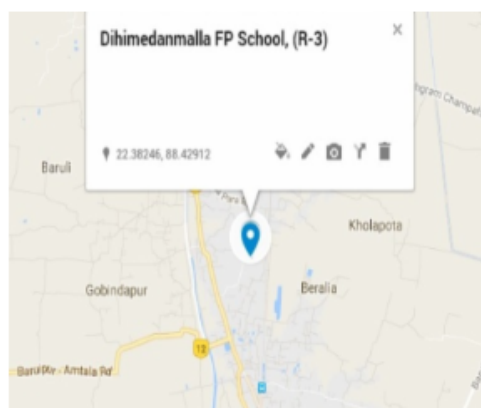 Dihimedanmalla FP School, (R-3)
22.38246, 88.42912
Baruli
Kholapota
Gobindapur
Beralia
12
Baruipur - Amtala Rd